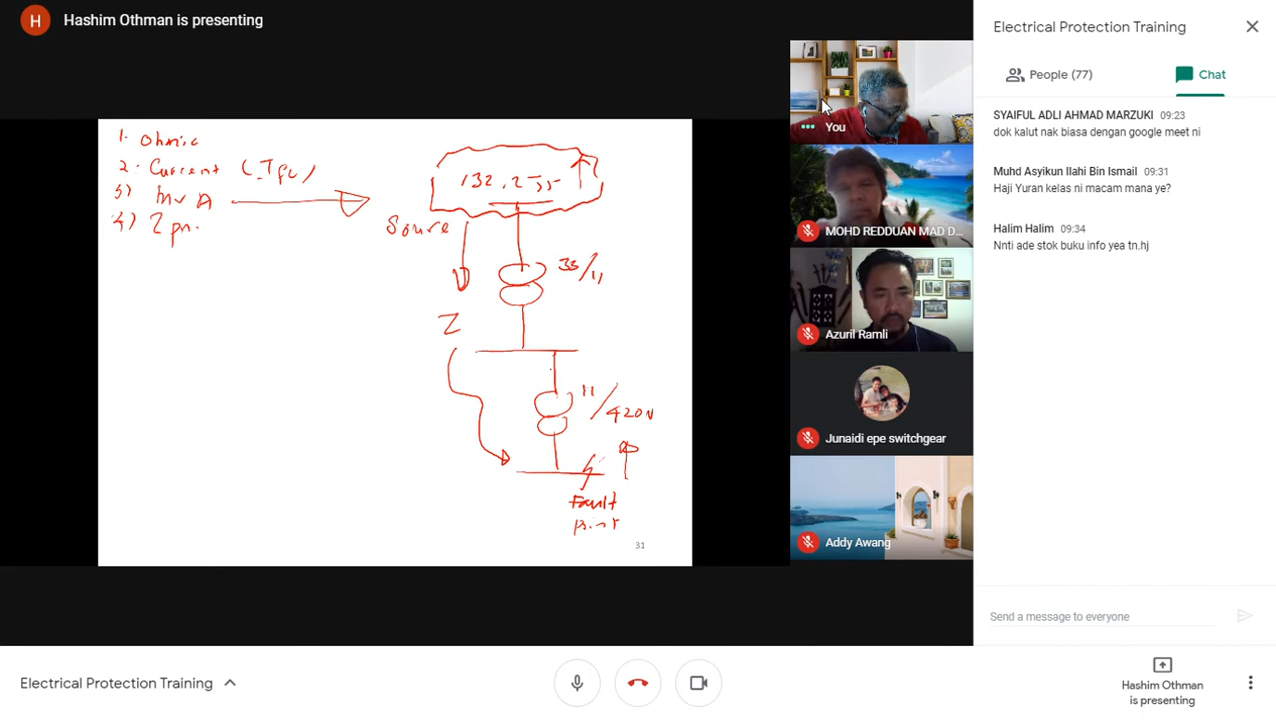 H
Hashim Othman is presenting
1. Ohmic
2. Current (Ifl)
3) MVA
4) Z pu.
132, 275
Source
33/11
Z
11/420V
Fault
point
31
You
MOHD REDDUAN MAD D...
Azuril Ramli
Junaidi epe switchgear
Addy Awang
Electrical Protection Training
People (77)
Chat
SYAIFUL ADLI AHMAD MARZUKI 09:23
dok kalut nak biasa dengan google meet ni
Muhd Asyikun Ilahi Bin Ismail 09:31
Haji Yuran kelas ni macam mana ye?
Halim Halim 09:34
Nnti ade stok buku info yea tn.hj
Send a message to everyone
Electrical Protection Training
Hashim Othman
is presenting